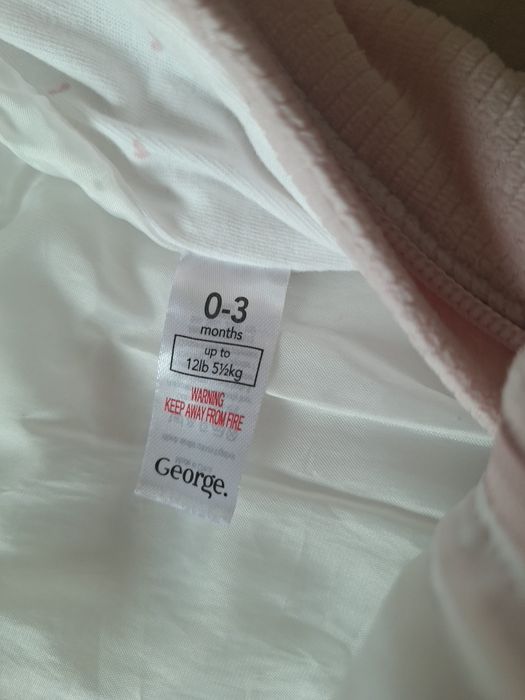 0-3
months
up to
12lb 5½kg
WARNING
KEEP AWAY FROM FIRE
George.